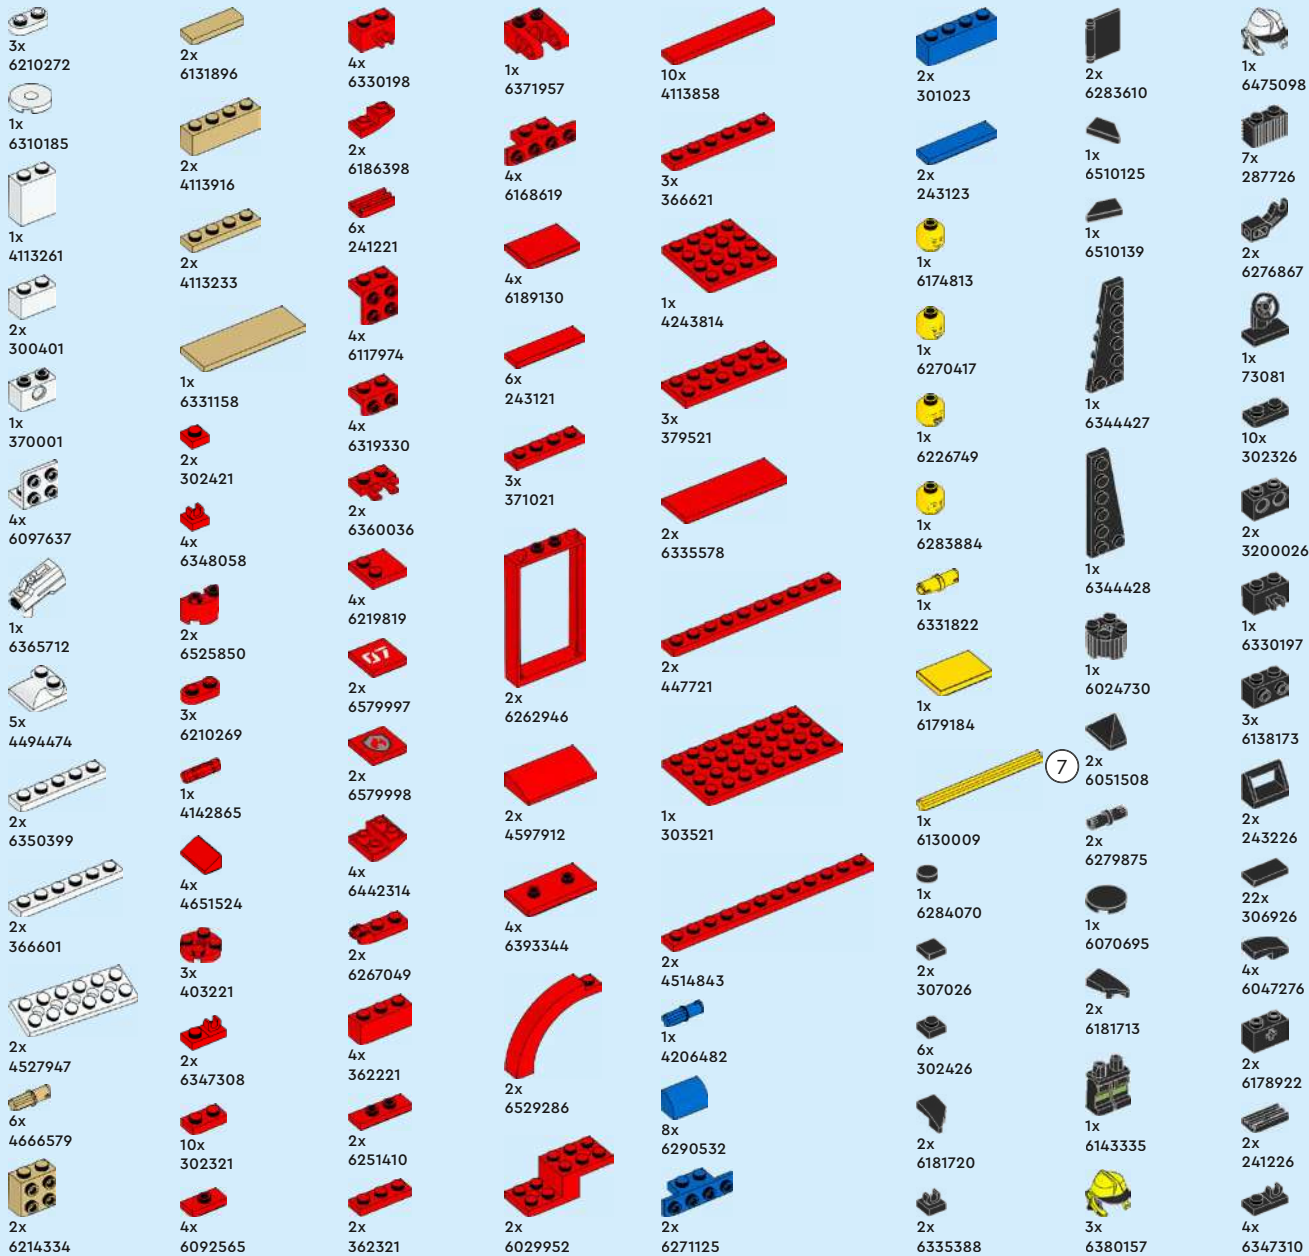 3x
6210272
1x
6310185
1x
4113261
2x
300401
1x
370001
4x
6097637
1x
6365712
5x
4494474
2x
6350399
2x
366601
2x
4527947
6x
4666579
2x
6214334
2x
6131896
2x
4113916
2x
4113233
1x
6331158
2x
302421
4x
6348058
2x
6525850
3x
6210269
1x
4142865
4x
4651524
3x
403221
2x
6347308
10x
302321
4x
6092565
4x
6330198
2x
6186398
6x
241221
4x
6117974
4x
6319330
2x
6360036
4x
6219819
07
2x
6579997
2x
6579998
4x
6442314
2x
6267049
4x
362221
2x
6251410
2x
362321
1x
6371957
4x
6168619
4x
6189130
6x
243121
3x
371021
2x
6262946
2x
4597912
4x
6393344
2x
6529286
2x
6029952
10x
4113858
3x
366621
1x
4243814
3x
379521
2x
6335578
2x
447721
1x
303521
2x
4514843
1x
4206482
8x
6290532
2x
6271125
2x
301023
2x
243123
1x
6174813
1x
6270417
1x
6226749
1x
6283884
1x
6331822
1x
6179184
7
1x
6130009
1x
6284070
2x
307026
6x
302426
2x
6181720
2x
6335388
2x
6283610
1x
6510125
1x
6510139
1x
6344427
1x
6344428
1x
6024730
2x
6051508
2x
6279875
1x
6070695
2x
6181713
1x
6143335
3x
6380157
1x
6475098
7x
287726
2x
6276867
1x
73081
10x
302326
2x
3200026
1x
6330197
3x
6138173
2x
243226
22x
306926
4x
6047276
2x
6178922
2x
241226
4x
6347310